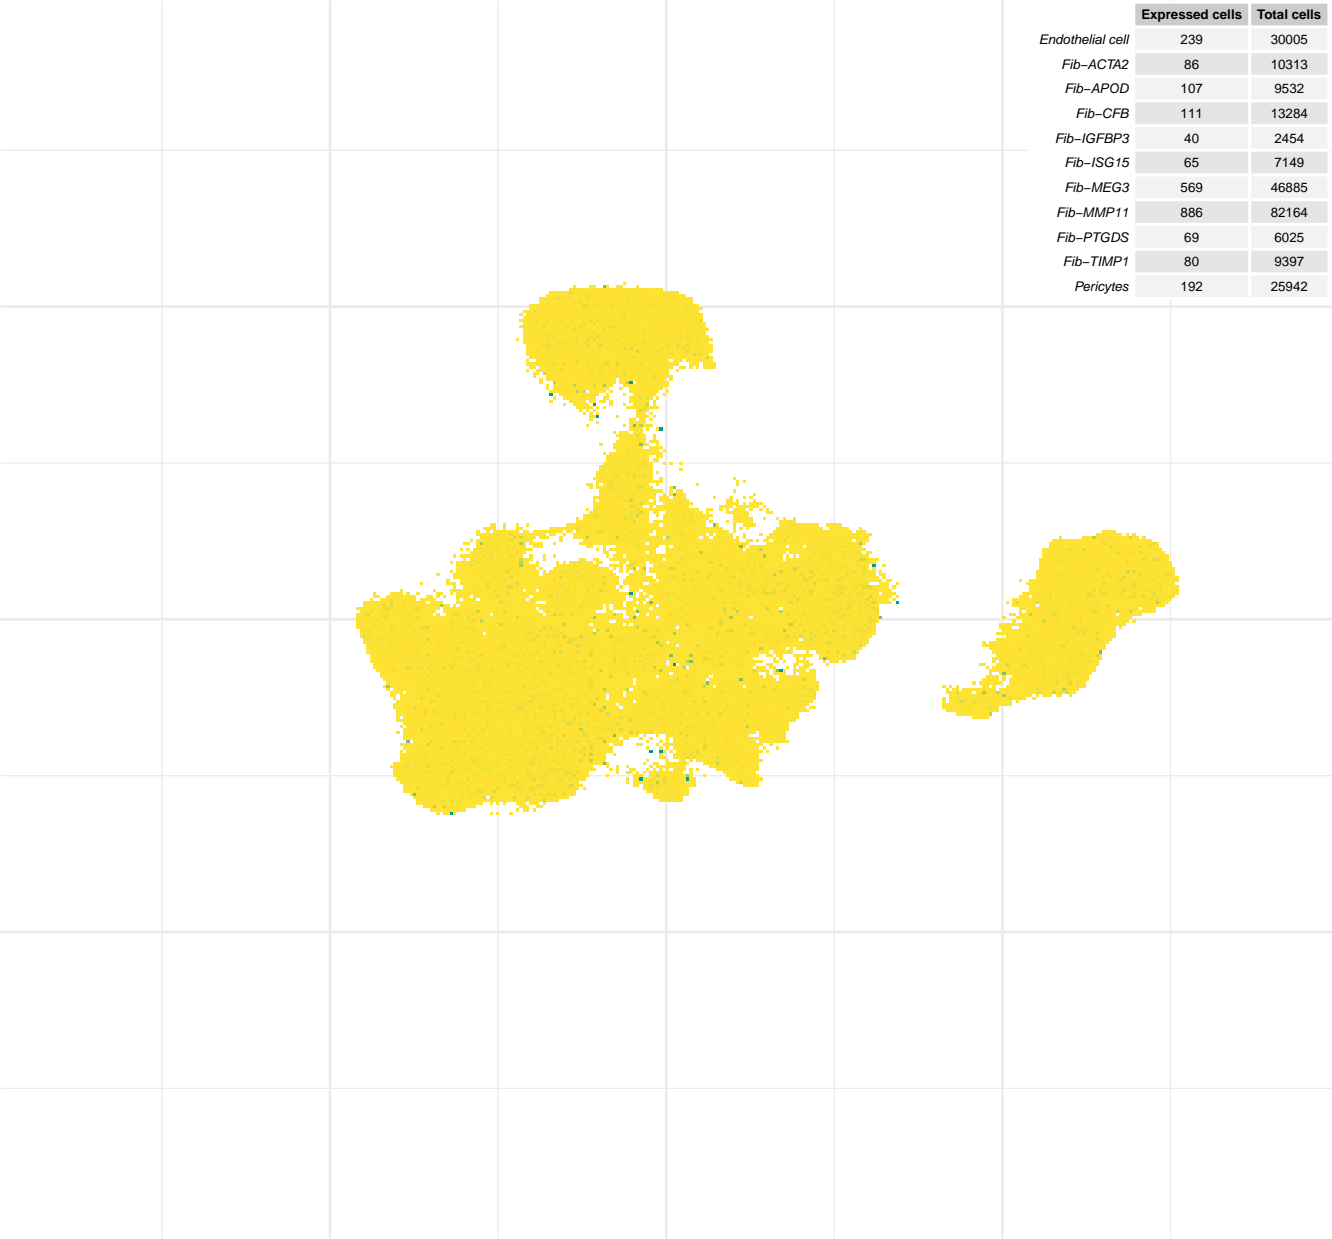 Expressed cells Total cells
Endothelial cell 239 30005
Fib−ACTA2 86 10313
Fib−APOD 107 9532
Fib−CFB 111 13284
Fib−IGFBP3 40 2454
Fib−ISG15 65 7149
Fib−MEG3 569 46885
Fib−MMP11 886 82164
Fib−PTGDS 69 6025
Fib−TIMP1 80 9397
Pericytes 192 25942